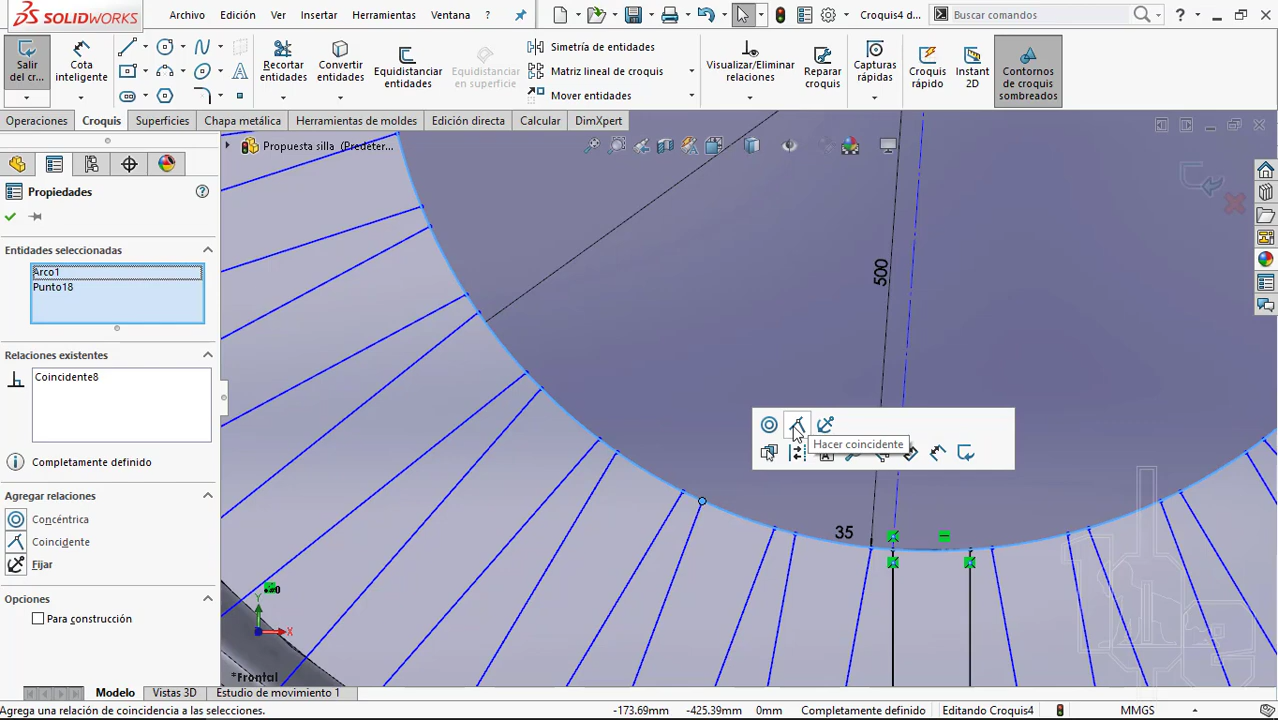 SOLIDWORKS
Archivo Edición Ver Insertar Herramientas Ventana
Croquis4 d...
Buscar comandos
Salir del cr...
Cota inteligente
Recortar entidades
Convertir entidades
Equidistanciar entidades
Equidistanciar en superficie
Simetría de entidades
Matriz lineal de croquis
Mover entidades
Visualizar/Eliminar relaciones
Reparar croquis
Capturas rápidas
Croquis rápido
Instant 2D
Contornos de croquis sombreados
Operaciones Croquis Superficies Chapa metálica Herramientas de moldes Edición directa Calcular DimXpert
Propuesta silla (Predeter...
Propiedades
Entidades seleccionadas
Arco1
Punto18
Relaciones existentes
Coincidente8
Completamente definido
Agregar relaciones
Concéntrica
Coincidente
Fijar
Opciones
Para construcción
500
Hacer coincidente
35
Y
X
*Frontal
Modelo Vistas 3D Estudio de movimiento 1
Agrega una relación de coincidencia a las selecciones.
-173.69mm -425.39mm 0mm Completamente definido Editando Croquis4 MMGS